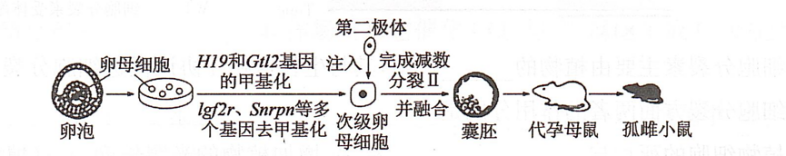 第二极体
卵母细胞
H19和Gtl2基因
的甲基化
注入
完成减数
分裂Ⅱ
lgf2r、Snrpn等多
个基因去甲基化
并融合
卵泡
次级卵
母细胞
囊胚
代孕母鼠
孤雌小鼠